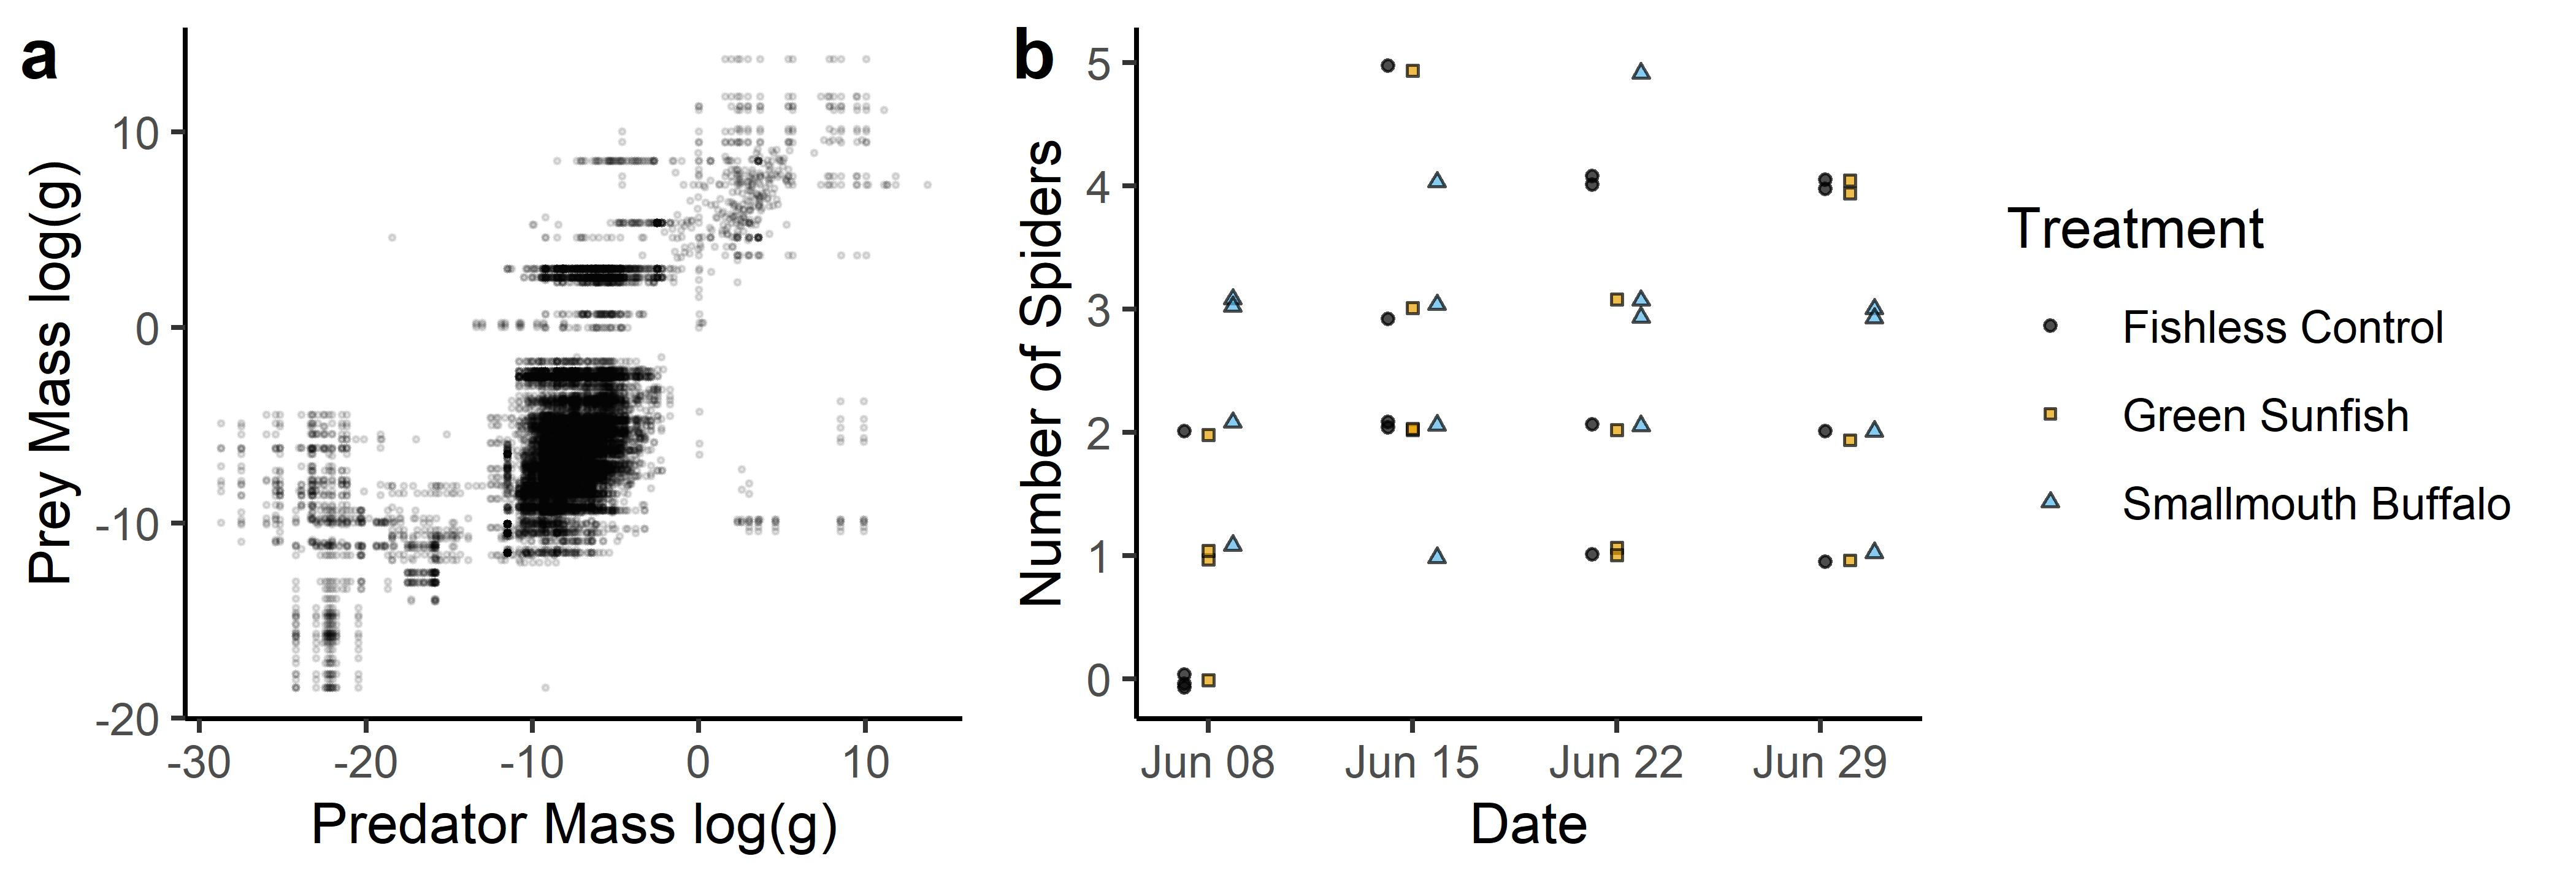 a
10
0
-10
-20
-30
-20
-10
0
10
Prey Mass log(g)
Predator Mass log(g)
b
5
4
3
2
1
0
Jun 08
Jun 15
Jun 22
Jun 29
Number of Spiders
Date
Treatment
Fishless Control
Green Sunfish
Smallmouth Buffalo